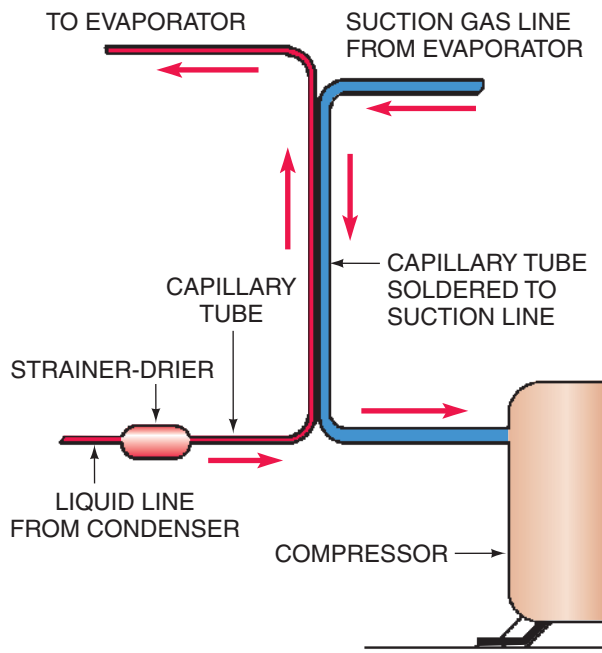 TO EVAPORATOR
SUCTION GAS LINE
FROM EVAPORATOR
CAPILLARY TUBE
SOLDERED TO
SUCTION LINE
CAPILLARY
TUBE
STRAINER-DRIER
LIQUID LINE
FROM CONDENSER
COMPRESSOR